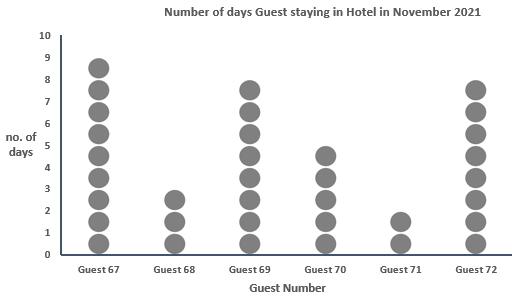 Number of days Guest staying in Hotel in November 2021
10
9
8
7
6
5
4
3
2
1
0
no. of
days
Guest 67 Guest 68 Guest 69 Guest 70 Guest 71 Guest 72
Guest Number